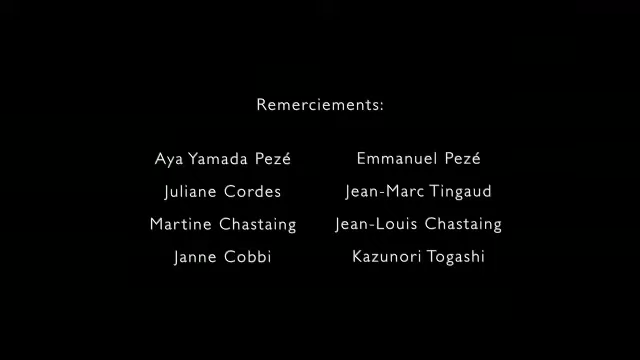 Remerciements:
Aya Yamada Pezé Emmanuel Pezé
Juliane Cordes Jean-Marc Tingaud
Martine Chastaing Jean-Louis Chastaing
Janne Cobbi Kazunori Togashi